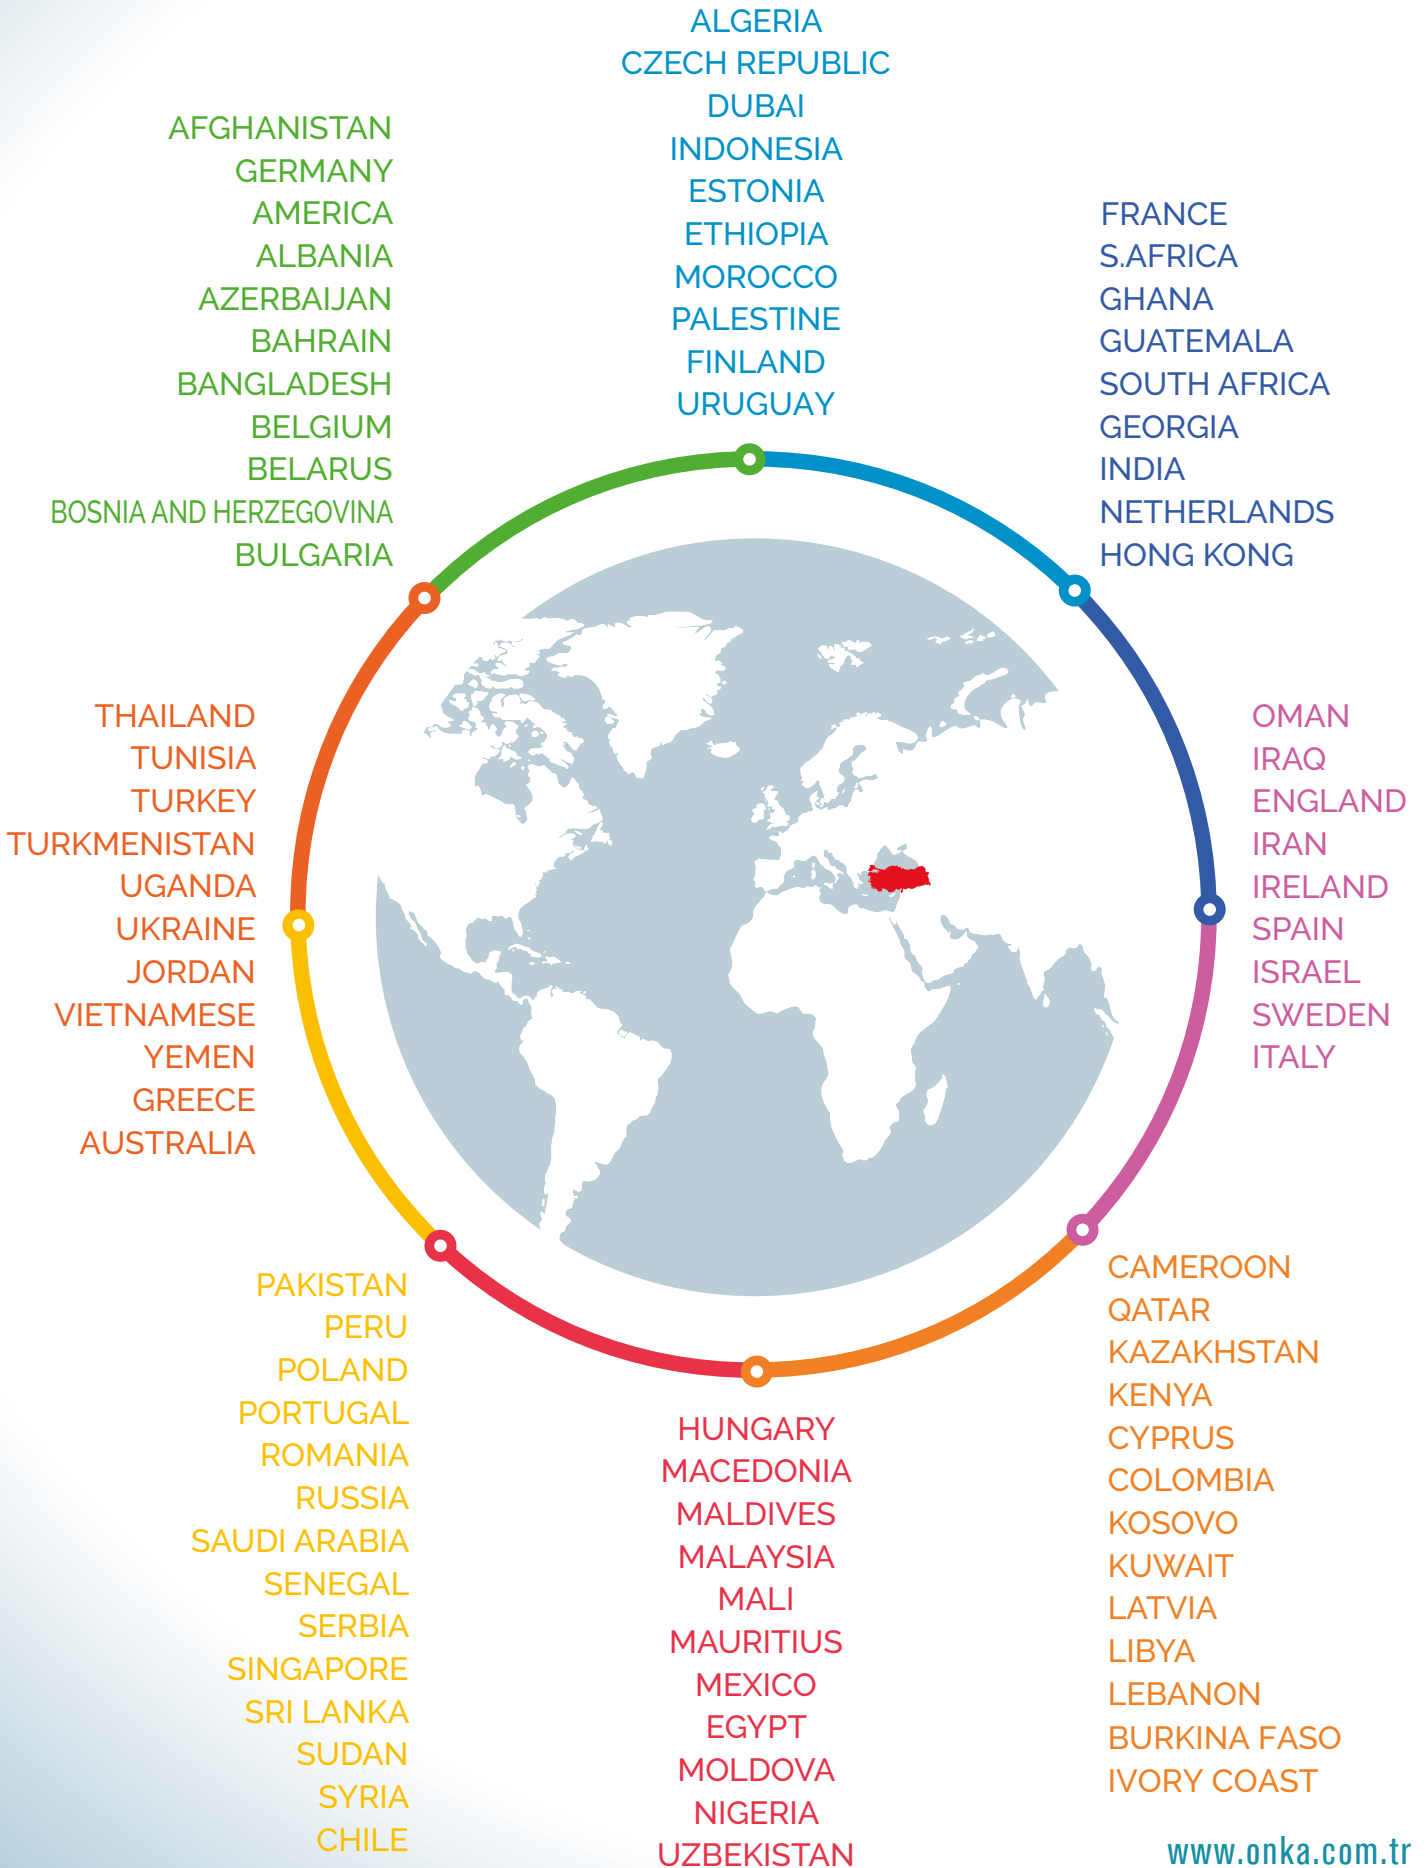 ALGERIA
CZECH REPUBLIC
DUBAI
INDONESIA
ESTONIA
ETHIOPIA
MOROCCO
PALESTINE
FINLAND
URUGUAY
AFGHANISTAN
GERMANY
AMERICA
ALBANIA
AZERBAIJAN
BAHRAIN
BANGLADESH
BELGIUM
BELARUS
BOSNIA AND HERZEGOVINA
BULGARIA
FRANCE
S.AFRICA
GHANA
GUATEMALA
SOUTH AFRICA
GEORGIA
INDIA
NETHERLANDS
HONG KONG
THAILAND
TUNISIA
TURKEY
TURKMENISTAN
UGANDA
UKRAINE
JORDAN
VIETNAMESE
YEMEN
GREECE
AUSTRALIA
OMAN
IRAQ
ENGLAND
IRAN
IRELAND
SPAIN
ISRAEL
SWEDEN
ITALY
PAKISTAN
PERU
POLAND
PORTUGAL
ROMANIA
RUSSIA
SAUDI ARABIA
SENEGAL
SERBIA
SINGAPORE
SRI LANKA
SUDAN
SYRIA
CHILE
HUNGARY
MACEDONIA
MALDIVES
MALAYSIA
MALI
MAURITIUS
MEXICO
EGYPT
MOLDOVA
NIGERIA
UZBEKISTAN
CAMEROON
QATAR
KAZAKHSTAN
KENYA
CYPRUS
COLOMBIA
KOSOVO
KUWAIT
LATVIA
LIBYA
LEBANON
BURKINA FASO
IVORY COAST
www.onka.com.tr